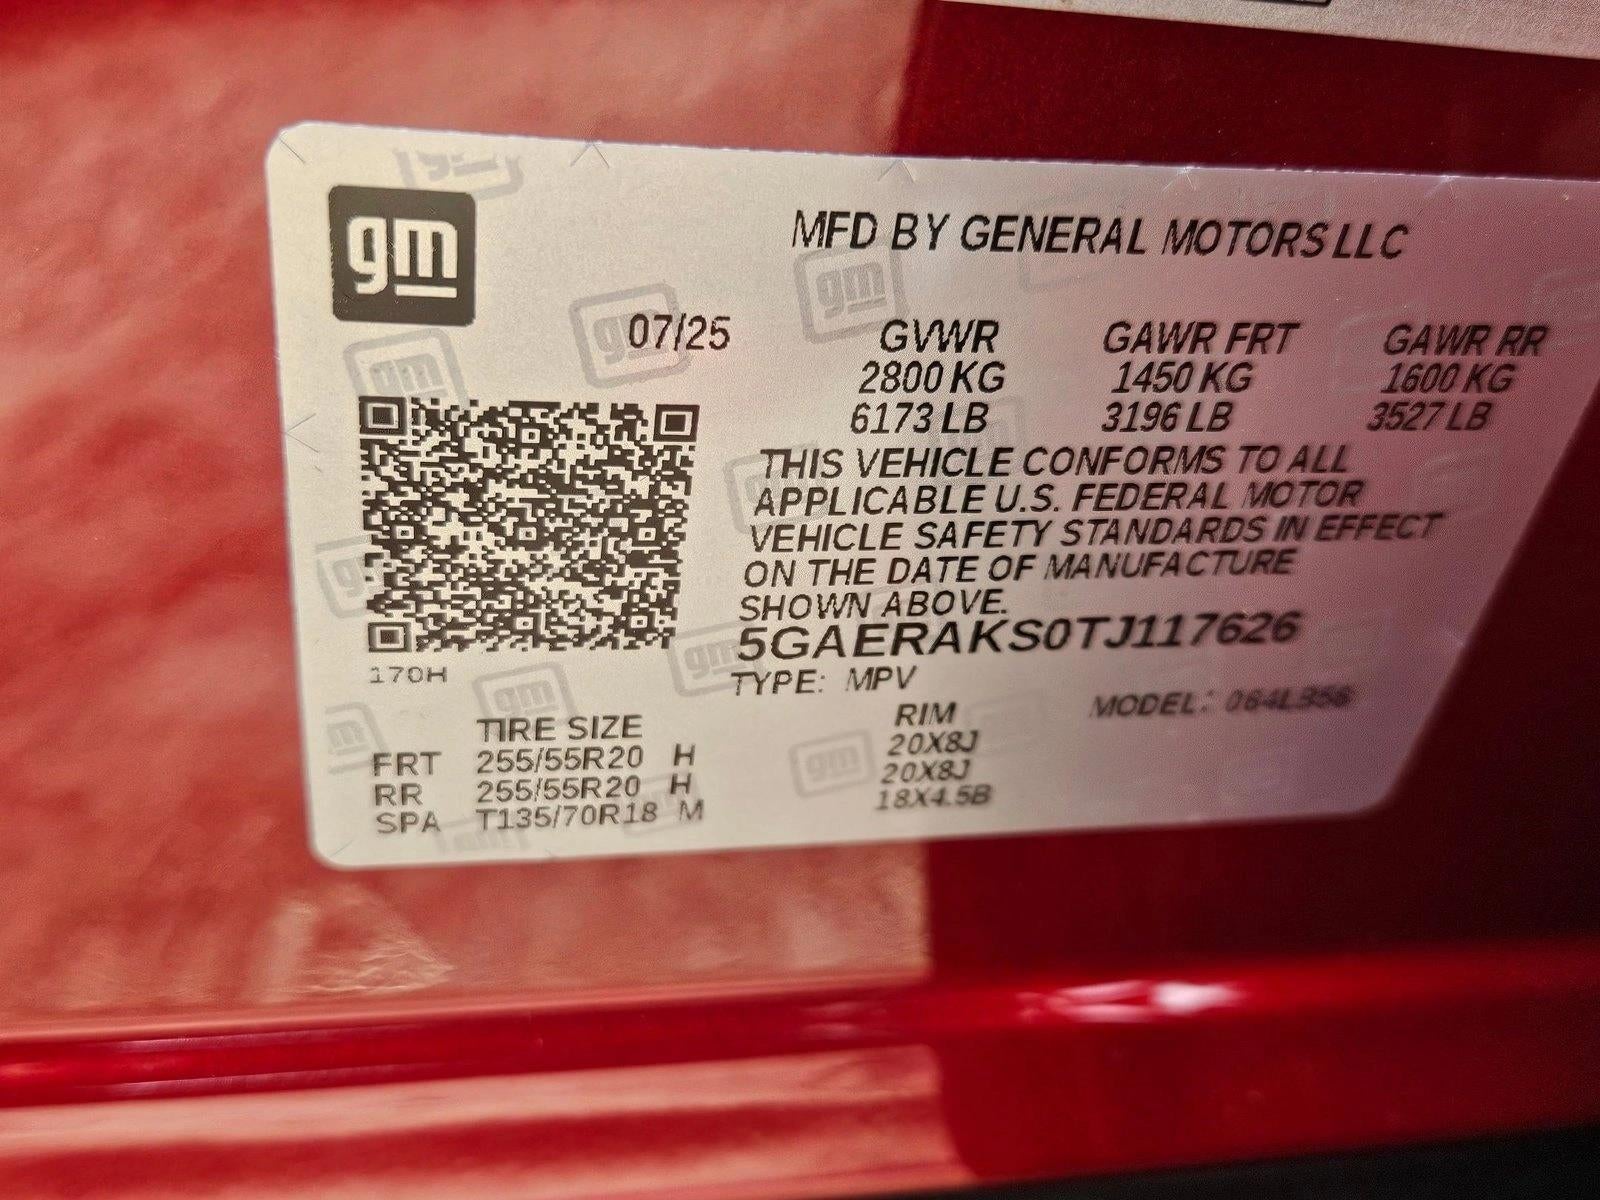 gm
MFD BY GENERAL MOTORS LLC
07/25
GVWR GAWR FRT GAWR RR
2800 KG 1450 KG 1600 KG
6173 LB 3196 LB 3527 LB
THIS VEHICLE CONFORMS TO ALL
APPLICABLE U.S. FEDERAL MOTOR
VEHICLE SAFETY STANDARDS IN EFFECT
ON THE DATE OF MANUFACTURE
SHOWN ABOVE.
5GAERAKS0TJ117626
170H
TYPE: MPV
MODEL:
TIRE SIZE RIM
FRT 255/55R20 H 20X8J
RR 255/55R20 H 20X8J
SPA T135/70R18 M 18X4.5B